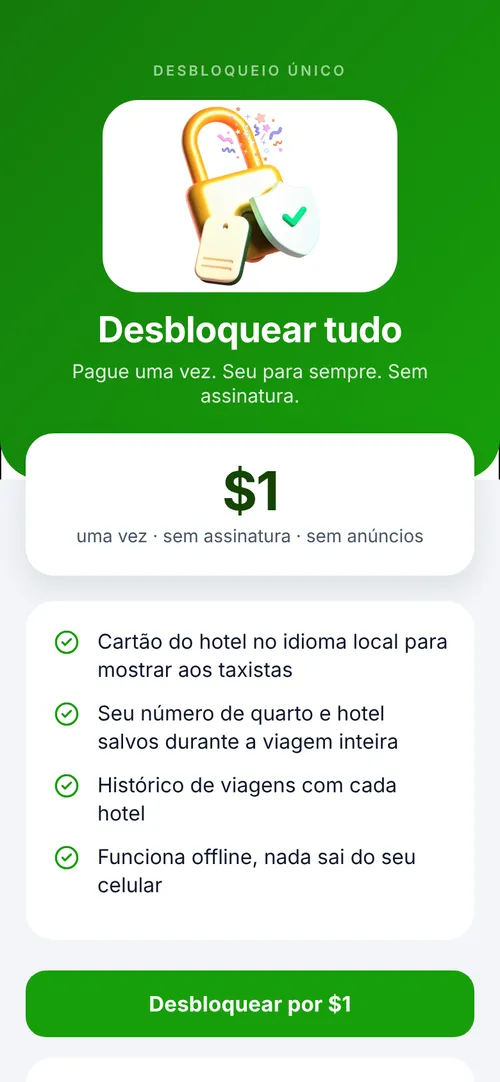 DESBLOQUEIO ÚNICO
Desbloquear tudo
Pague uma vez. Seu para sempre. Sem
assinatura.
$1
uma vez · sem assinatura · sem anúncios
Cartão do hotel no idioma local para
mostrar aos taxistas
Seu número de quarto e hotel
salvos durante a viagem inteira
Histórico de viagens com cada
hotel
Funciona offline, nada sai do seu
celular
Desbloquear por $1